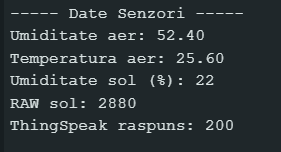 ----- Date Senzori -----
Umiditate aer: 52.40
Temperatura aer: 25.60
Umiditate sol (%): 22
RAW sol: 2880
ThingSpeak raspuns: 200